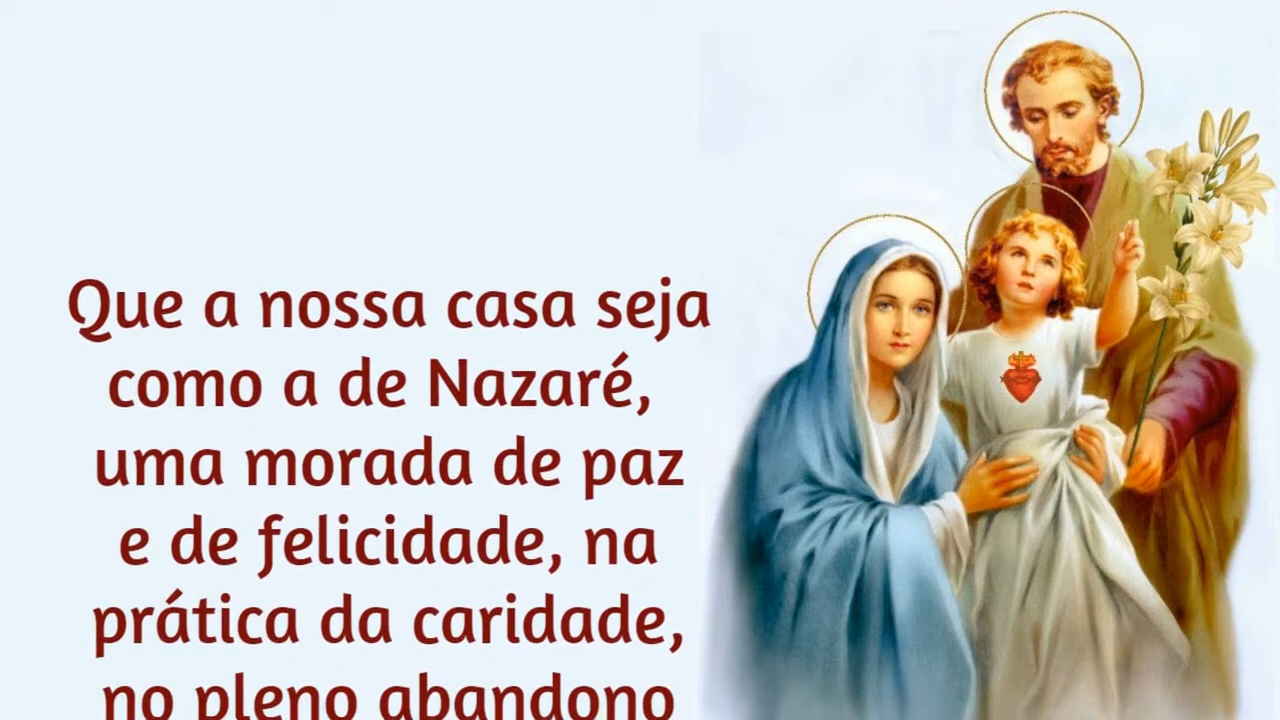 Que a nossa casa seja
como a de Nazaré,
uma morada de paz
e de felicidade, na
prática da caridade,
no pleno abandono